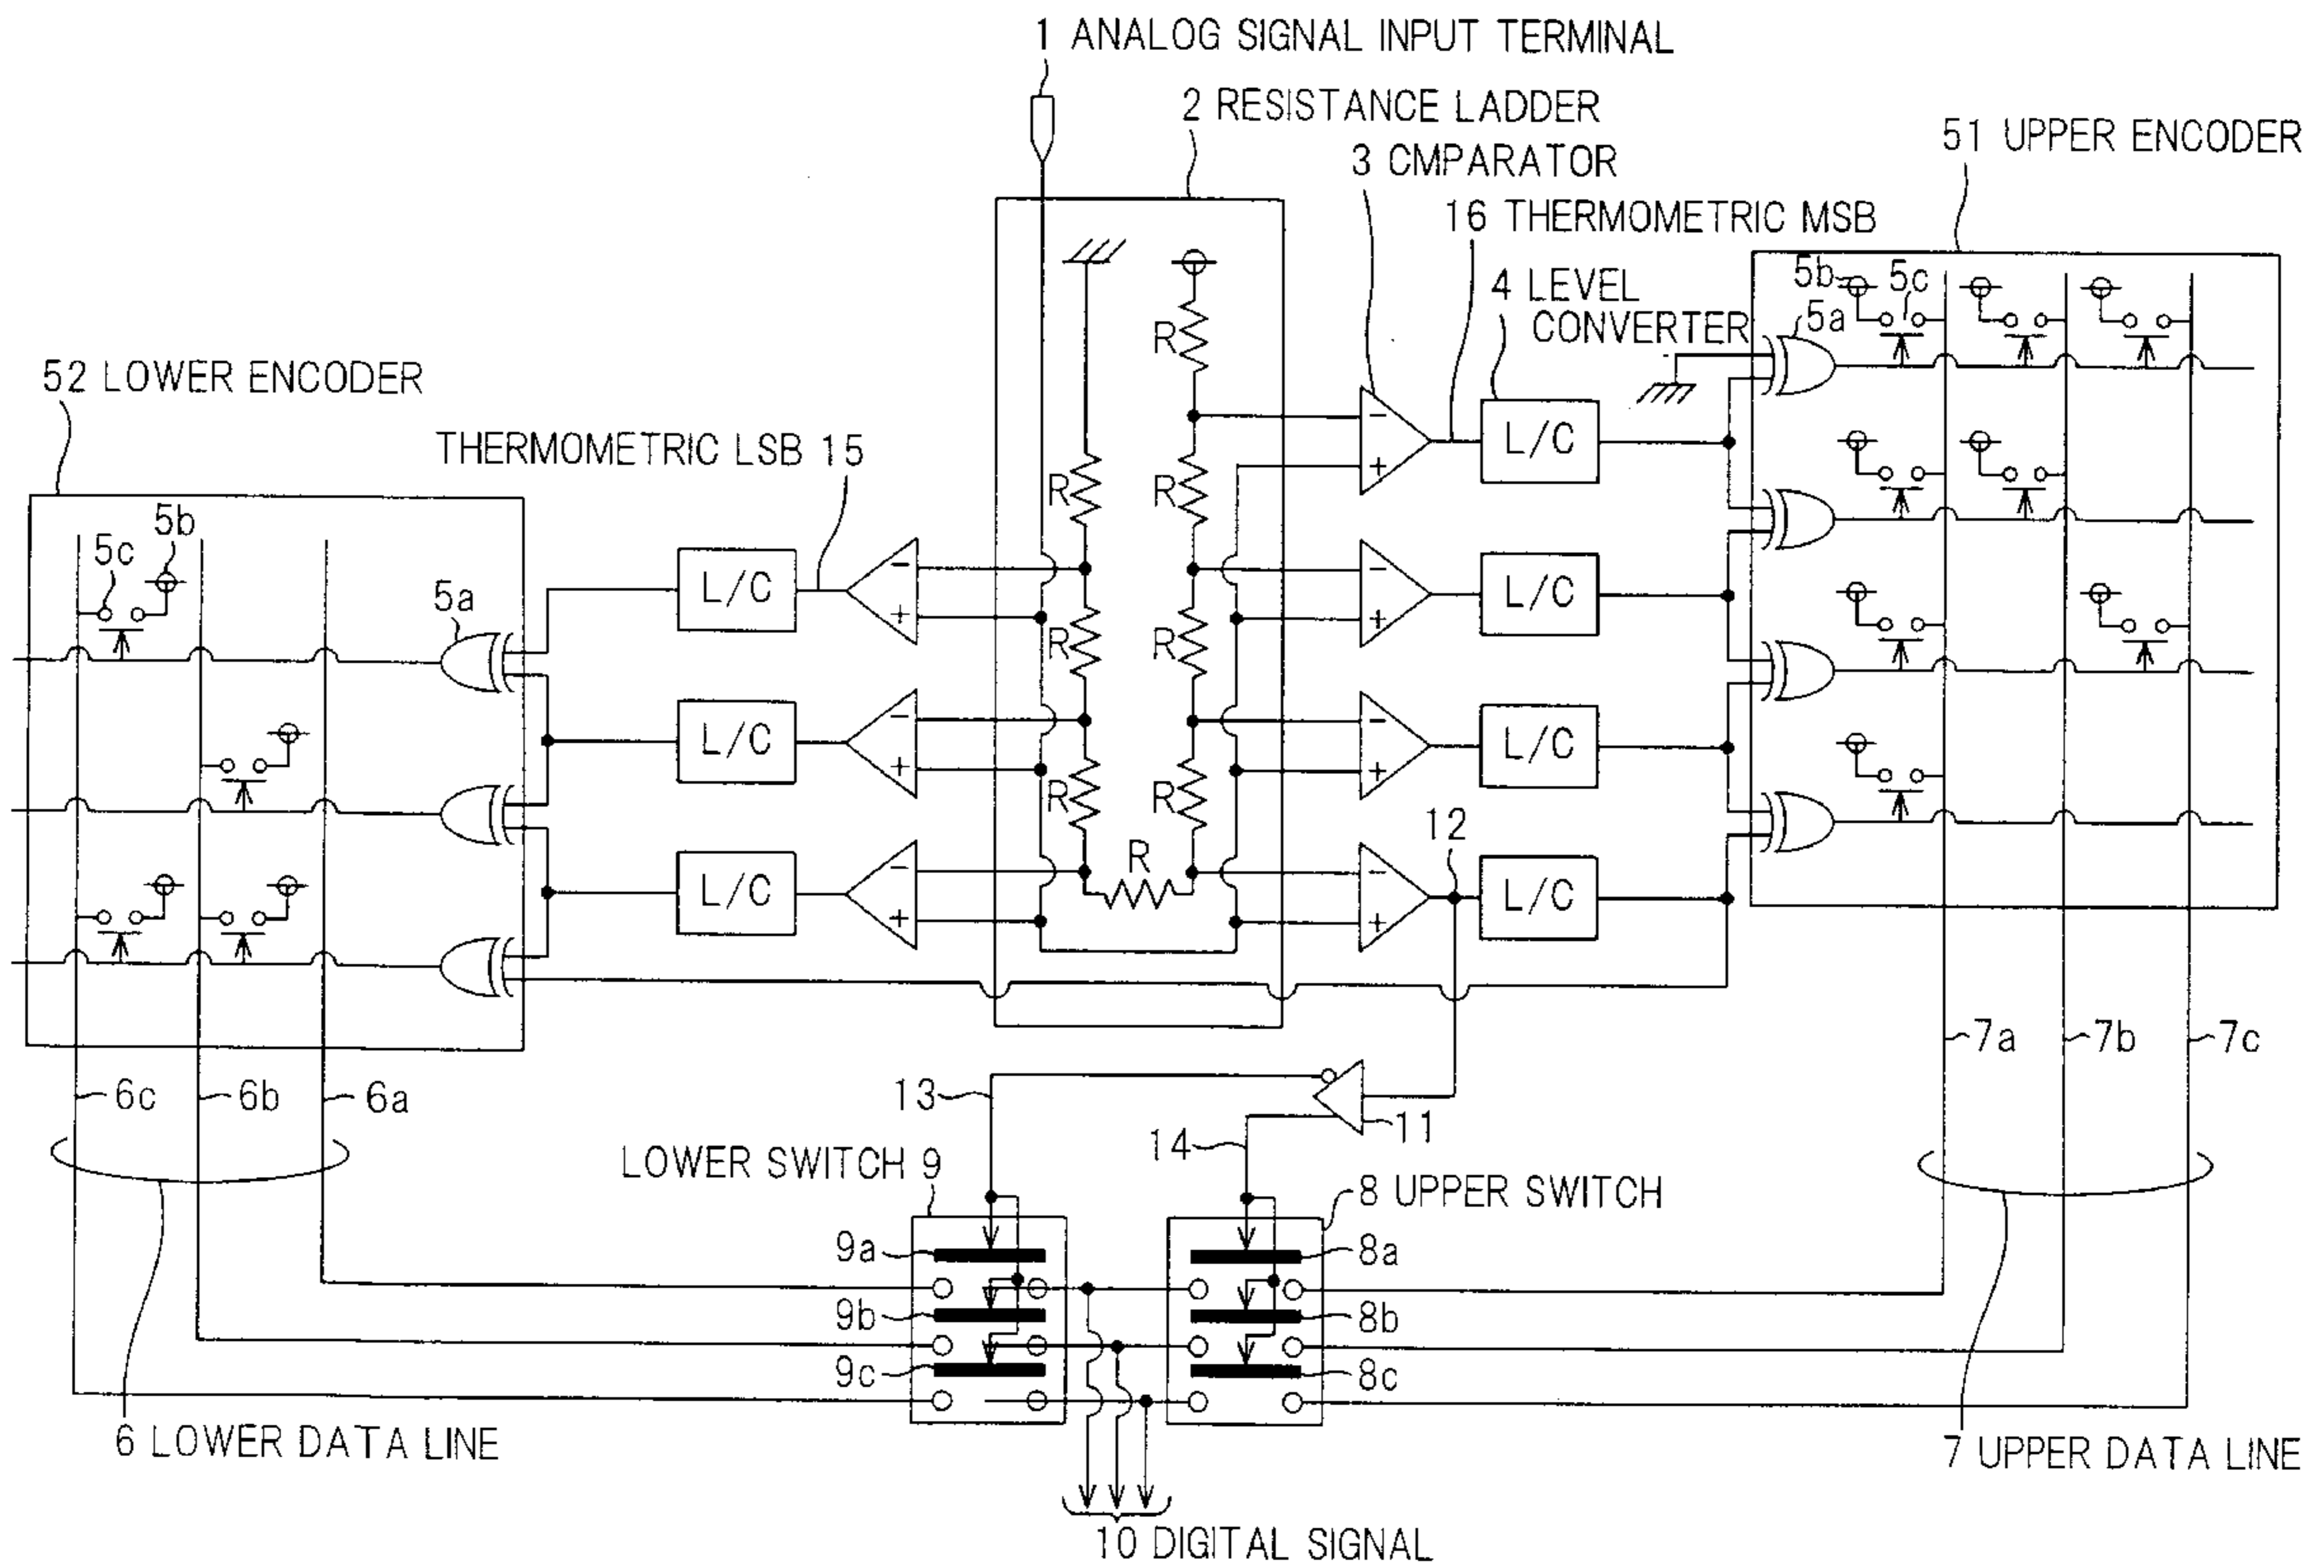 1 ANALOG SIGNAL INPUT TERMINAL
2 RESISTANCE LADDER
3 CMPARATOR
51 UPPER ENCODER
16 THERMOMETRIC MSB
4 LEVEL CONVERTER
5b
5c
5a
52 LOWER ENCODER
THERMOMETRIC LSB 15
R
R
R
R
R
R
R
R
L/C
L/C
L/C
L/C
L/C
L/C
L/C
−
+
−
+
−
+
−
+
−
+
−
+
−
+
5c
5b
5a
12
7a
7b
7c
6c
6b
6a
13
11
14
LOWER SWITCH 9
8 UPPER SWITCH
9a
8a
9b
8b
9c
8c
6 LOWER DATA LINE
7 UPPER DATA LINE
10 DIGITAL SIGNAL